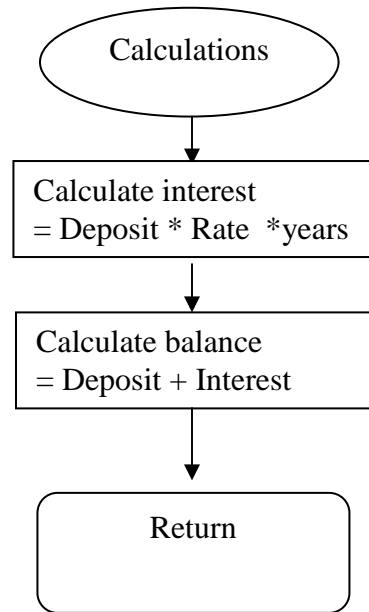 Calculations
Calculate interest
= Deposit * Rate *years
Calculate balance
= Deposit + Interest
Return